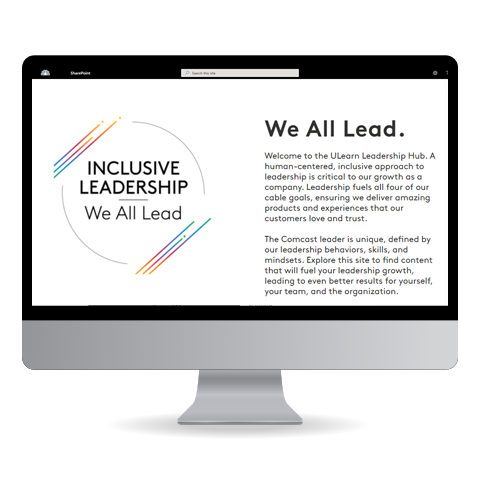 SharePoint
Search this site
?
We All Lead.
INCLUSIVE
LEADERSHIP
We All Lead
Welcome to the ULearn Leadership Hub. A
human-centered, inclusive approach to
leadership is critical to our growth as a
company. Leadership fuels all four of our
cable goals, ensuring we deliver amazing
products and experiences that our
customers love and trust.
The Comcast leader is unique, defined by
our leadership behaviors, skills, and
mindsets. Explore this site to find content
that will fuel your leadership growth,
leading to even better results for yourself,
your team, and the organization.